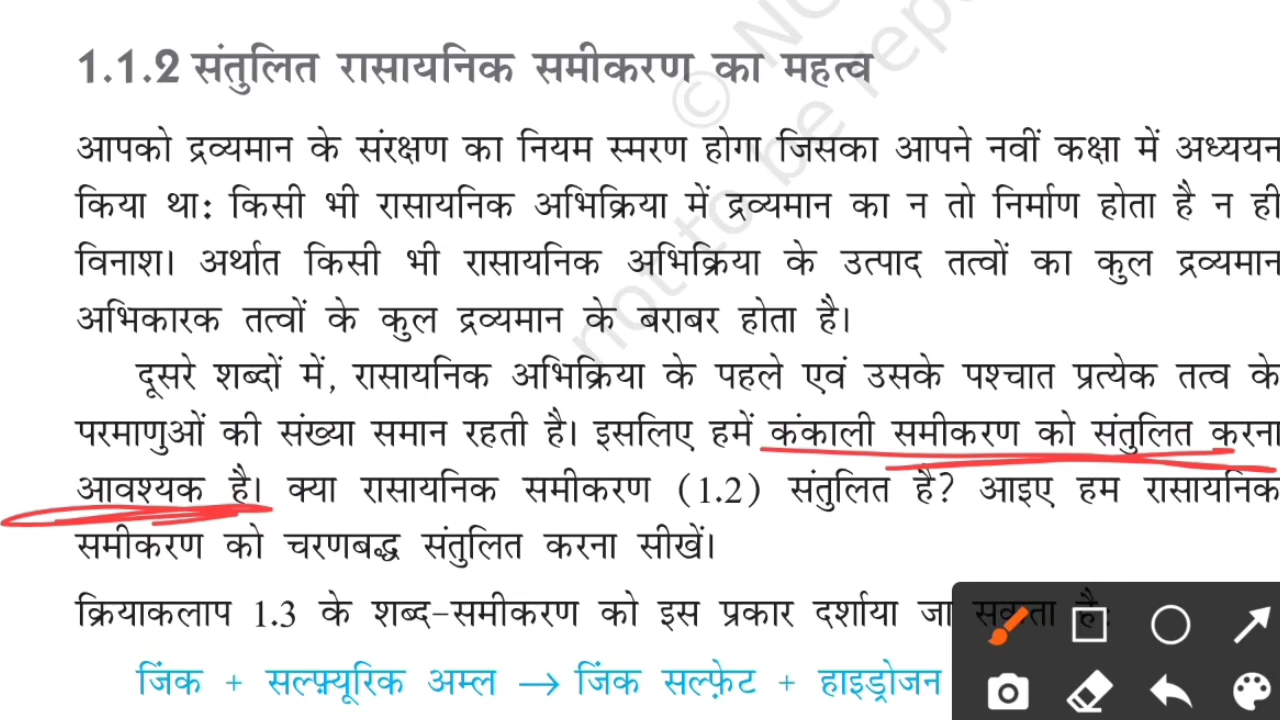 1.1.2 संतुलित रासायनिक समीकरण का महत्व
आपको द्रव्यमान के संरक्षण का नियम स्मरण होगा जिसका आपने नवीं कक्षा में अध्ययन
किया था: किसी भी रासायनिक अभिक्रिया में द्रव्यमान का न तो निर्माण होता है न ही
विनाश। अर्थात किसी भी रासायनिक अभिक्रिया के उत्पाद तत्वों का कुल द्रव्यमान
अभिकारक तत्वों के कुल द्रव्यमान के बराबर होता है।
दूसरे शब्दों में, रासायनिक अभिक्रिया के पहले एवं उसके पश्चात प्रत्येक तत्व के
परमाणुओं की संख्या समान रहती है। इसलिए हमें कंकाली समीकरण को संतुलित करना
आवश्यक है। क्या रासायनिक समीकरण (1.2) संतुलित है? आइए हम रासायनिक
समीकरण को चरणबद्ध संतुलित करना सीखें।
क्रियाकलाप 1.3 के शब्द-समीकरण को इस प्रकार दर्शाया जा सकता है:
जिंक + सल्फ़्यूरिक अम्ल → जिंक सल्फ़ेट + हाइड्रोजन
not to be